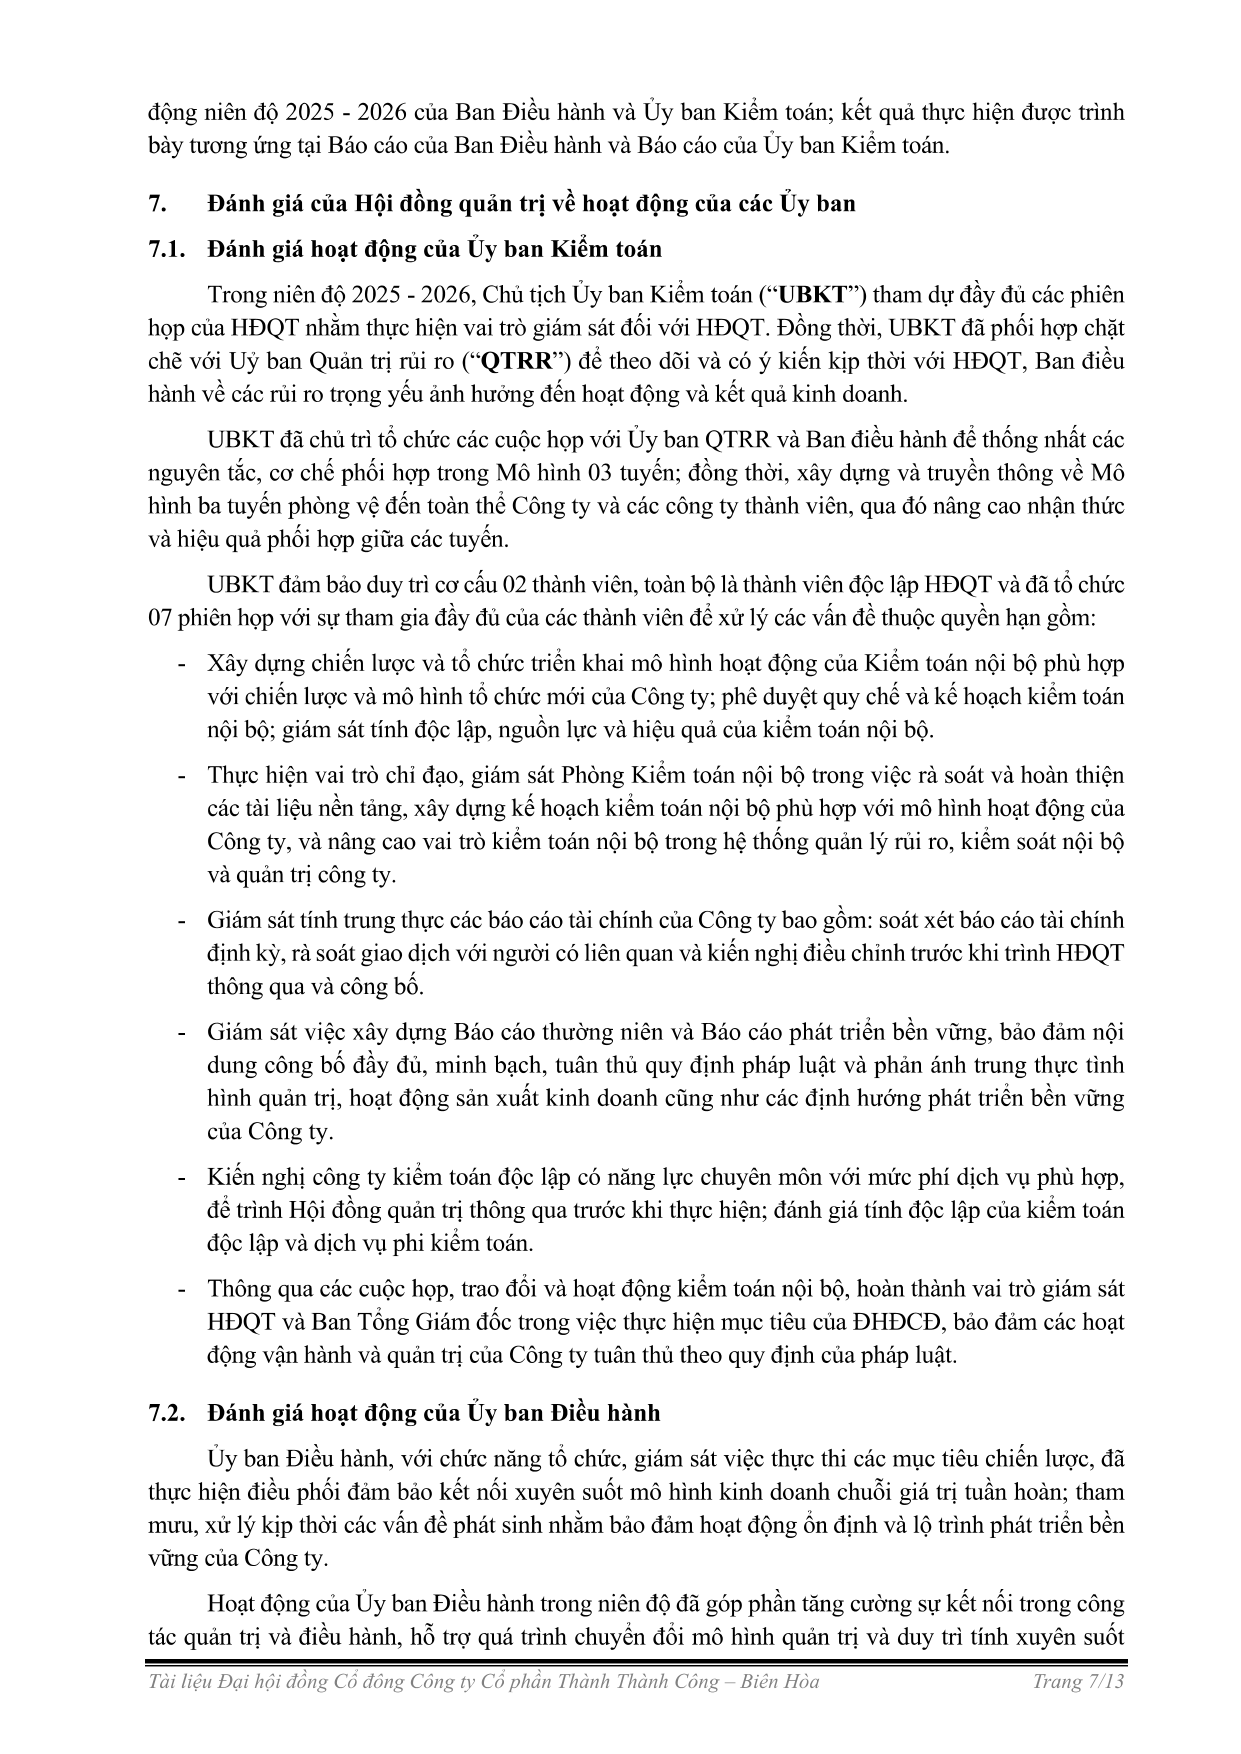 động niên độ 2025 - 2026 của Ban Điều hành và Ủy ban Kiểm toán; kết quả thực hiện được trình
bày tương ứng tại Báo cáo của Ban Điều hành và Báo cáo của Ủy ban Kiểm toán.
7. Đánh giá của Hội đồng quản trị về hoạt động của các Ủy ban
7.1. Đánh giá hoạt động của Ủy ban Kiểm toán
Trong niên độ 2025 - 2026, Chủ tịch Ủy ban Kiểm toán (“UBKT”) tham dự đầy đủ các phiên
họp của HĐQT nhằm thực hiện vai trò giám sát đối với HĐQT. Đồng thời, UBKT đã phối hợp chặt
chẽ với Uỷ ban Quản trị rủi ro (“QTRR”) để theo dõi và có ý kiến kịp thời với HĐQT, Ban điều
hành về các rủi ro trọng yếu ảnh hưởng đến hoạt động và kết quả kinh doanh.
UBKT đã chủ trì tổ chức các cuộc họp với Ủy ban QTRR và Ban điều hành để thống nhất các
nguyên tắc, cơ chế phối hợp trong Mô hình 03 tuyến; đồng thời, xây dựng và truyền thông về Mô
hình ba tuyến phòng vệ đến toàn thể Công ty và các công ty thành viên, qua đó nâng cao nhận thức
và hiệu quả phối hợp giữa các tuyến.
UBKT đảm bảo duy trì cơ cấu 02 thành viên, toàn bộ là thành viên độc lập HĐQT và đã tổ chức
07 phiên họp với sự tham gia đầy đủ của các thành viên để xử lý các vấn đề thuộc quyền hạn gồm:
- Xây dựng chiến lược và tổ chức triển khai mô hình hoạt động của Kiểm toán nội bộ phù hợp
với chiến lược và mô hình tổ chức mới của Công ty; phê duyệt quy chế và kế hoạch kiểm toán
nội bộ; giám sát tính độc lập, nguồn lực và hiệu quả của kiểm toán nội bộ.
- Thực hiện vai trò chỉ đạo, giám sát Phòng Kiểm toán nội bộ trong việc rà soát và hoàn thiện
các tài liệu nền tảng, xây dựng kế hoạch kiểm toán nội bộ phù hợp với mô hình hoạt động của
Công ty, và nâng cao vai trò kiểm toán nội bộ trong hệ thống quản lý rủi ro, kiểm soát nội bộ
và quản trị công ty.
- Giám sát tính trung thực các báo cáo tài chính của Công ty bao gồm: soát xét báo cáo tài chính
định kỳ, rà soát giao dịch với người có liên quan và kiến nghị điều chỉnh trước khi trình HĐQT
thông qua và công bố.
- Giám sát việc xây dựng Báo cáo thường niên và Báo cáo phát triển bền vững, bảo đảm nội
dung công bố đầy đủ, minh bạch, tuân thủ quy định pháp luật và phản ánh trung thực tình
hình quản trị, hoạt động sản xuất kinh doanh cũng như các định hướng phát triển bền vững
của Công ty.
- Kiến nghị công ty kiểm toán độc lập có năng lực chuyên môn với mức phí dịch vụ phù hợp,
để trình Hội đồng quản trị thông qua trước khi thực hiện; đánh giá tính độc lập của kiểm toán
độc lập và dịch vụ phi kiểm toán.
- Thông qua các cuộc họp, trao đổi và hoạt động kiểm toán nội bộ, hoàn thành vai trò giám sát
HĐQT và Ban Tổng Giám đốc trong việc thực hiện mục tiêu của ĐHĐCĐ, bảo đảm các hoạt
động vận hành và quản trị của Công ty tuân thủ theo quy định của pháp luật.
7.2. Đánh giá hoạt động của Ủy ban Điều hành
Ủy ban Điều hành, với chức năng tổ chức, giám sát việc thực thi các mục tiêu chiến lược, đã
thực hiện điều phối đảm bảo kết nối xuyên suốt mô hình kinh doanh chuỗi giá trị tuần hoàn; tham
mưu, xử lý kịp thời các vấn đề phát sinh nhằm bảo đảm hoạt động ổn định và lộ trình phát triển bền
vững của Công ty.
Hoạt động của Ủy ban Điều hành trong niên độ đã góp phần tăng cường sự kết nối trong công
tác quản trị và điều hành, hỗ trợ quá trình chuyển đổi mô hình quản trị và duy trì tính xuyên suốt
Tài liệu Đại hội đồng Cổ đông Công ty Cổ phần Thành Thành Công – Biên Hòa Trang 7/13